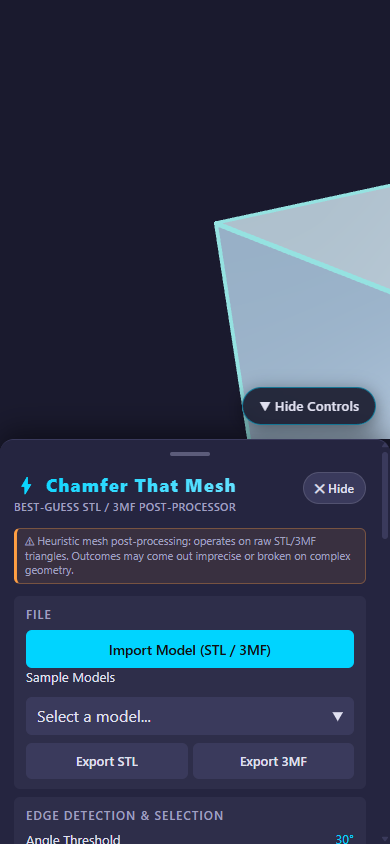 ▼ Hide Controls
Chamfer That Mesh
✕ Hide
BEST-GUESS STL / 3MF POST-PROCESSOR
⚠ Heuristic mesh post-processing: operates on raw STL/3MF
triangles. Outcomes may come out imprecise or broken on complex
geometry.
FILE
Import Model (STL / 3MF)
Sample Models
Select a model... ▼
Export STL
Export 3MF
EDGE DETECTION & SELECTION
Angle Threshold 30°